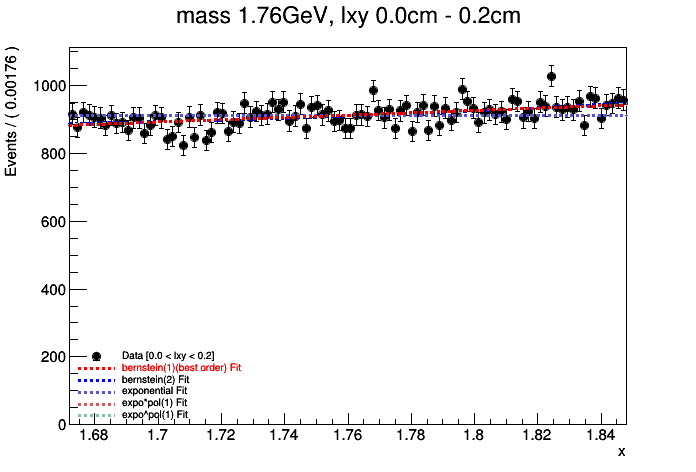 mass 1.76GeV, lxy 0.0cm - 0.2cm
Events / ( 0.00176 )
1000
800
600
400
200
0
Data [0.0 < lxy < 0.2]
bernstein(1)(best order) Fit
bernstein(2) Fit
exponential Fit
expo*pol(1) Fit
expo^pol(1) Fit
1.68 1.7 1.72 1.74 1.76 1.78 1.8 1.82 1.84
x